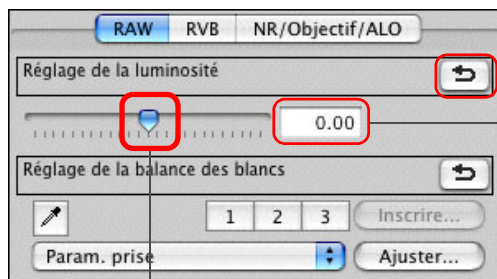 RAW RVB NR/Objectif/ALO
Réglage de la luminosité
0.00
Réglage de la balance des blancs
1 2 3 Inscrire...
Param. prise Ajuster...